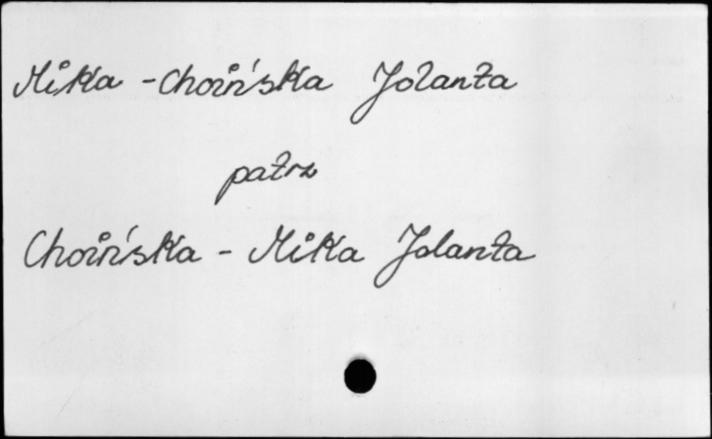 Mika - Choińska Jolanta
patrz
Choińska - Mika Jolanta